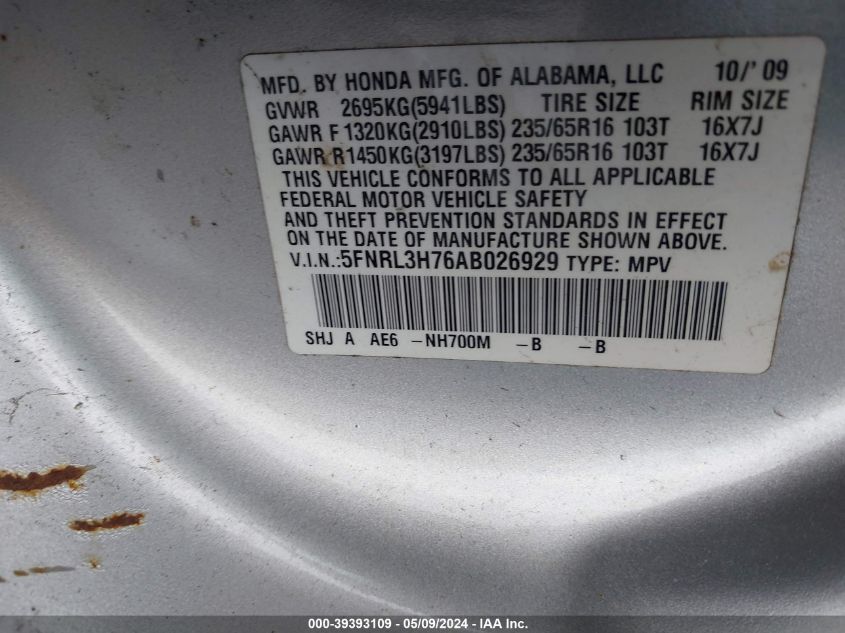 MFD. BY HONDA MFG. OF ALABAMA, LLC 10/'09
GVWR 2695KG(5941LBS) TIRE SIZE RIM SIZE
GAWR F 1320KG(2910LBS) 235/65R16 103T 16X7J
GAWR R1450KG(3197LBS) 235/65R16 103T 16X7J
THIS VEHICLE CONFORMS TO ALL APPLICABLE
FEDERAL MOTOR VEHICLE SAFETY
AND THEFT PREVENTION STANDARDS IN EFFECT
ON THE DATE OF MANUFACTURE SHOWN ABOVE.
V.I.N.:5FNRL3H76AB026929 TYPE: MPV
SHJ A AE6 -NH700M -B -B
000-39393109 - 05/09/2024 - IAA Inc.